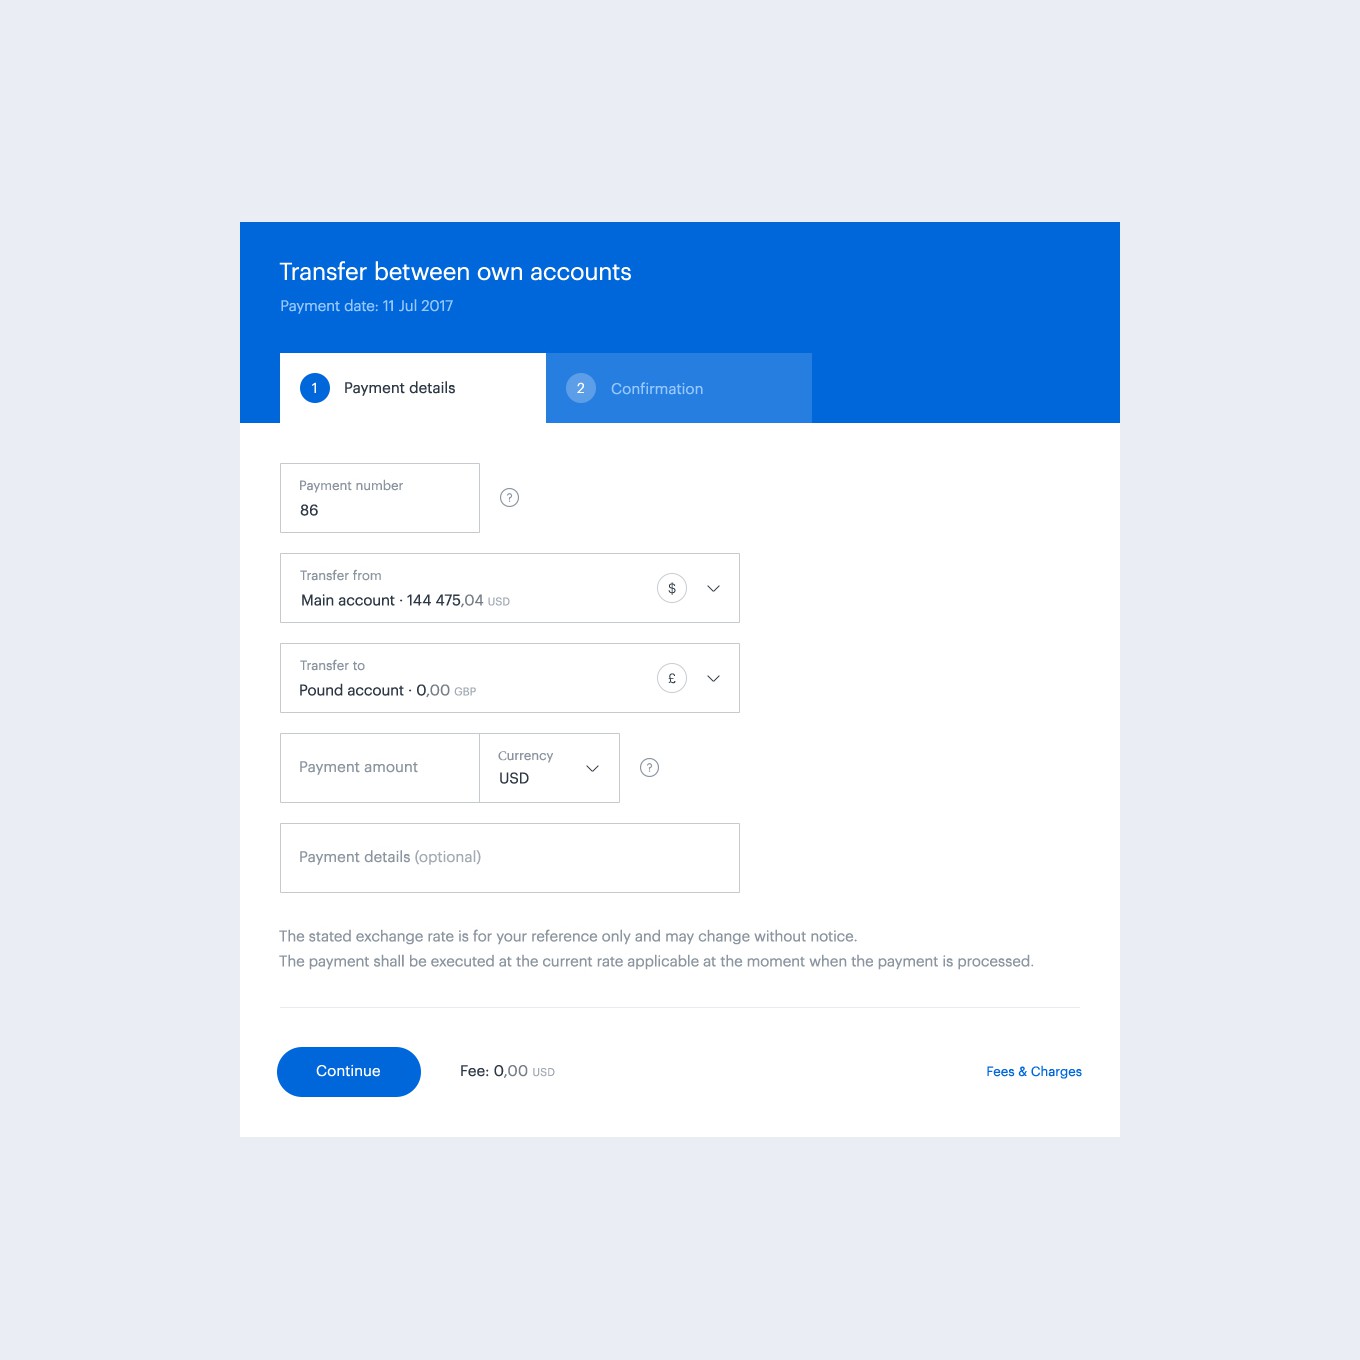 Transfer between own accounts
Payment date: 11 Jul 2017
1 Payment details
2 Confirmation
Payment number
86
?
Transfer from
Main account · 144 475,04 USD
$
Transfer to
Pound account · 0,00 GBP
£
Payment amount
Currency
USD
?
Payment details (optional)
The stated exchange rate is for your reference only and may change without notice.
The payment shall be executed at the current rate applicable at the moment when the payment is processed.
Continue
Fee: 0,00 USD
Fees & Charges